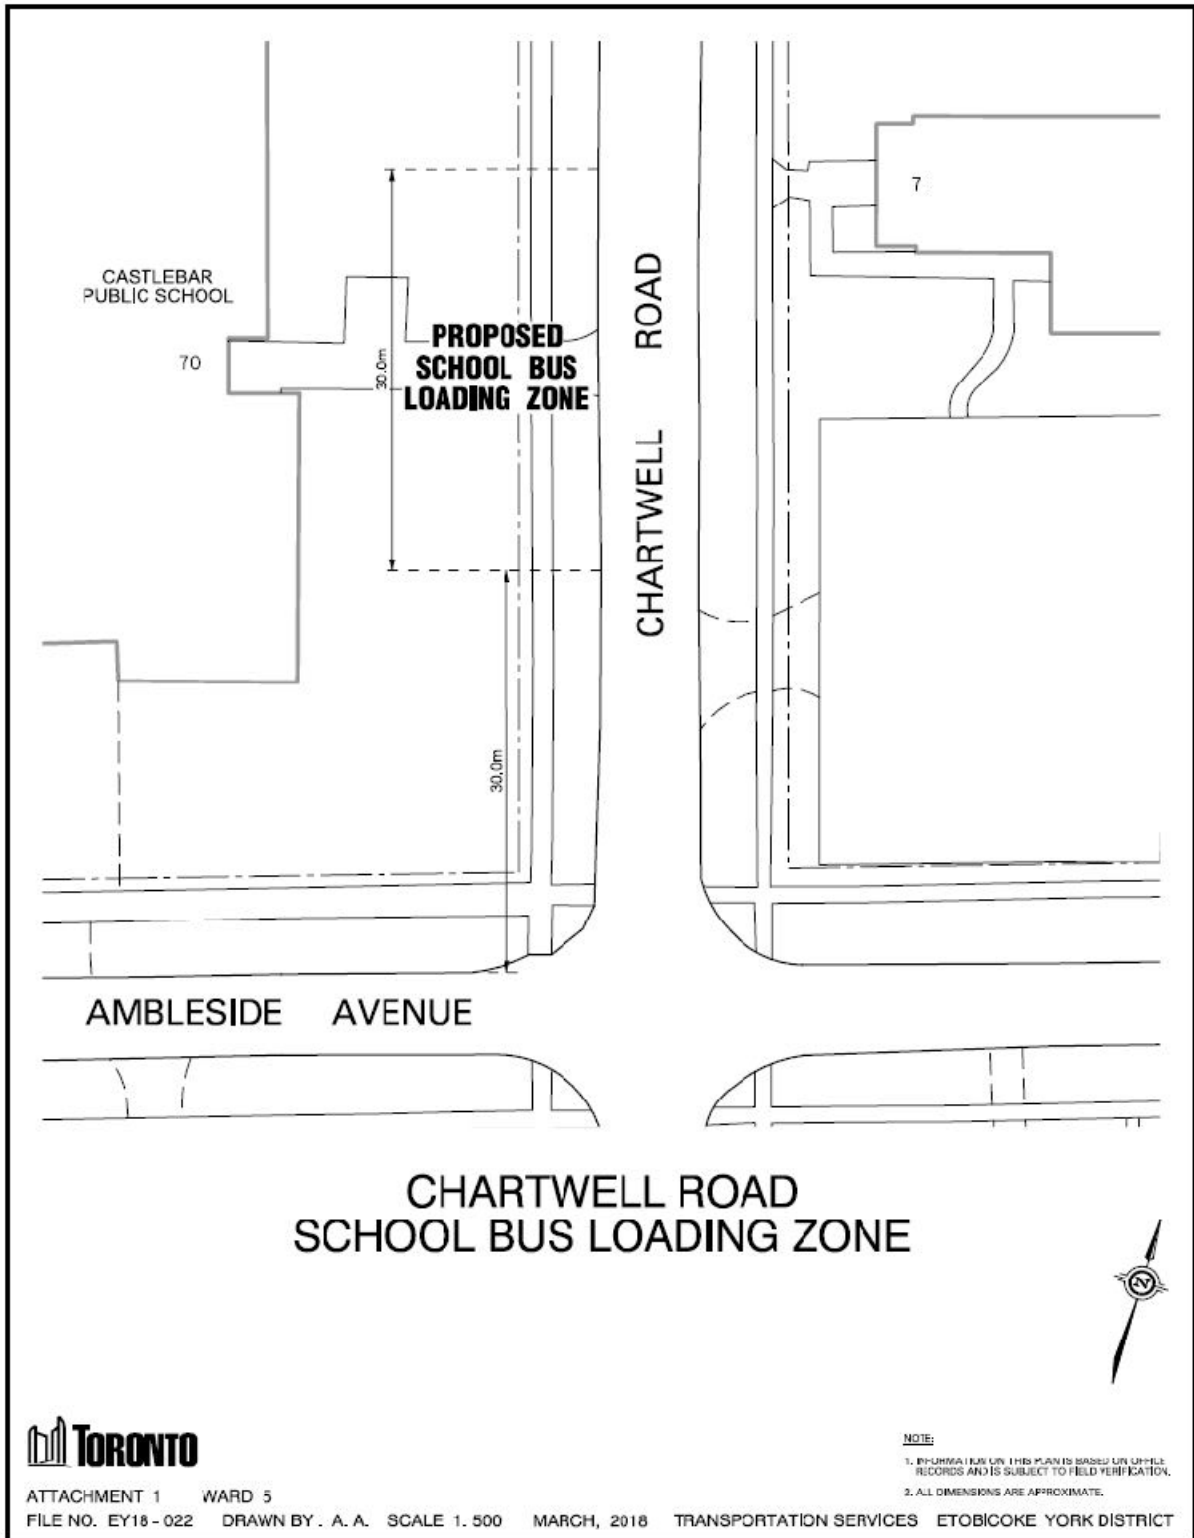 CASTLEBAR
PUBLIC SCHOOL
70
7
30.0m
PROPOSED
SCHOOL BUS
LOADING ZONE
CHARTWELL ROAD
30.0m
AMBLESIDE AVENUE
CHARTWELL ROAD
SCHOOL BUS LOADING ZONE
N
TORONTO
NOTE:
1. INFORMATION ON THIS PLAN IS BASED ON OFFICE
RECORDS AND IS SUBJECT TO FIELD VERIFICATION.
2. ALL DIMENSIONS ARE APPROXIMATE.
ATTACHMENT 1 WARD 5
FILE NO. EY18-022 DRAWN BY. A. A. SCALE 1. 500 MARCH, 2018 TRANSPORTATION SERVICES ETOBICOKE YORK DISTRICT